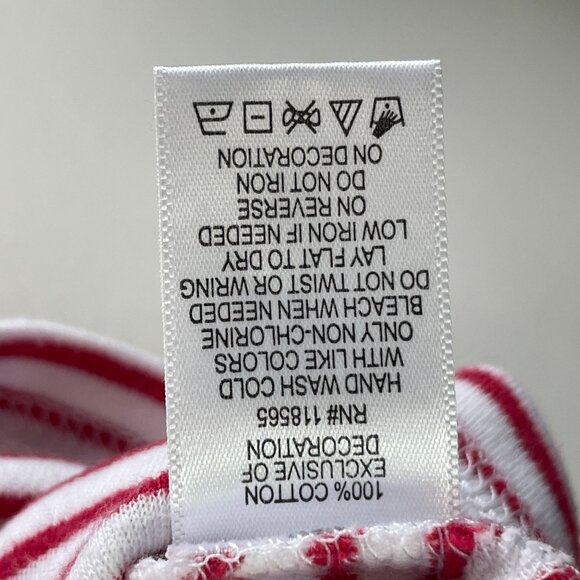 100% COTTON
EXCLUSIVE OF
DECORATION
RN# 118565
HAND WASH COLD
WITH LIKE COLORS
ONLY NON-CHLORINE
BLEACH WHEN NEEDED
DO NOT TWIST OR WRING
LAY FLAT TO DRY
LOW IRON IF NEEDED
ON REVERSE
DO NOT IRON
ON DECORATION